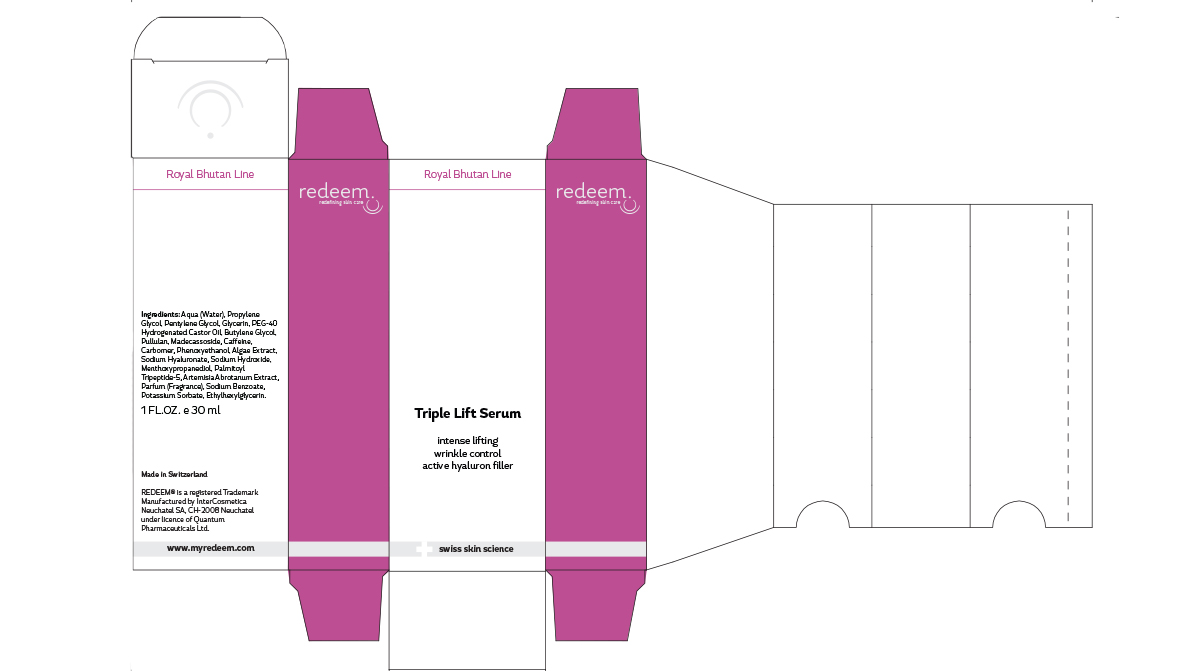 Royal Bhutan Line
Ingredients: Aqua (Water), Propylene
Glycol, Pentylene Glycol, Glycerin, PEG-40
Hydrogenated Castor Oil, Butylene Glycol,
Pullulan, Madecassoside, Caffeine,
Carbomer, Phenoxyethanol, Algae Extract,
Sodium Hyaluronate, Sodium Hydroxide,
Menthoxypropanediol, Palmitoyl
Tripeptide-5, Artemisia Abrotanum Extract,
Parfum (Fragrance), Sodium Benzoate,
Potassium Sorbate, Ethylhexylglycerin.
1 FL.OZ. e 30 ml
Made in Switzerland
REDEEM® is a registered Trademark
Manufactured by InterCosmetica
Neuchatel SA, CH-2008 Neuchatel
under licence of Quantum
Pharmaceuticals Ltd.
www.myredeem.com
redeem.
redefining skin care
Royal Bhutan Line
Triple Lift Serum
intense lifting
wrinkle control
active hyaluron filler
swiss skin science
redeem.
redefining skin care